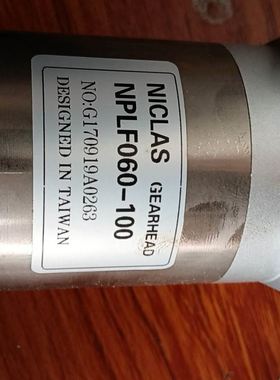 NICLAS GEARHEAD
NPLF060-100
NO:G170919A0263
DESIGNED IN TAIWAN